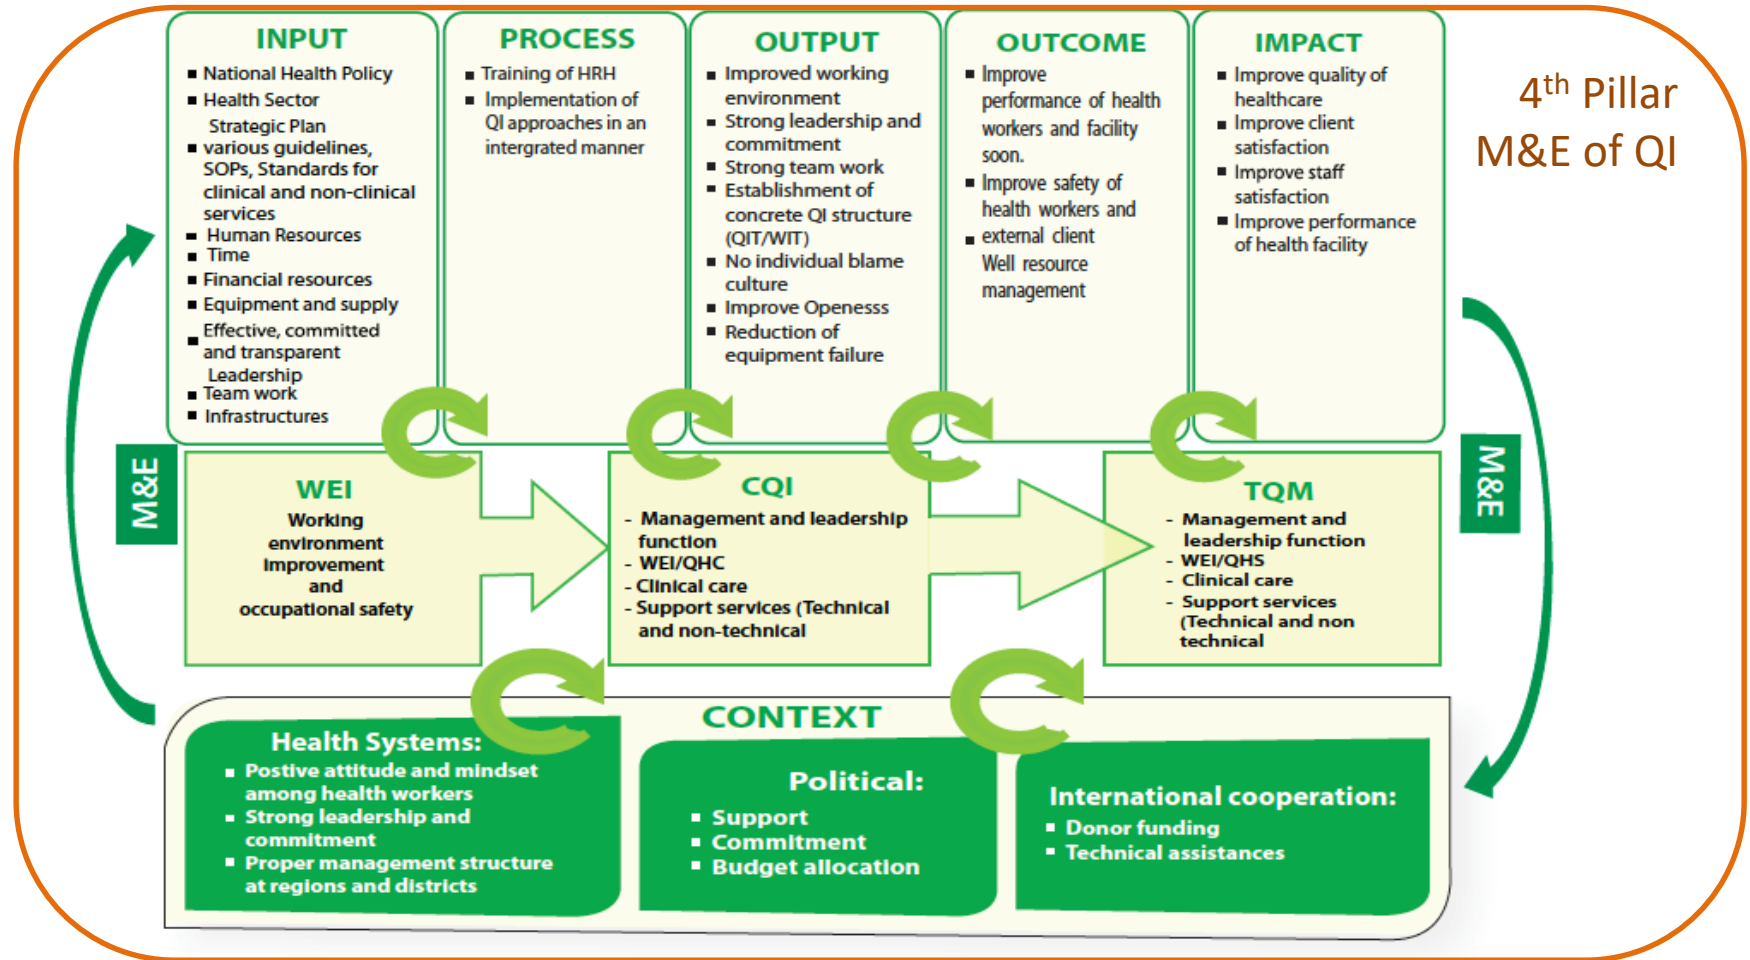 INPUT
■ National Health Policy
■ Health Sector
Strategic Plan
■ various guidelines,
SOPs, Standards for
clinical and non-clinical
services
■ Human Resources
■ Time
■ Financial resources
■ Equipment and supply
■ Effective, committed
and transparent
Leadership
■ Team work
■ Infrastructures
PROCESS
■ Training of HRH
■ Implementation of
QI approaches in an
intergrated manner
OUTPUT
■ Improved working
environment
■ Strong leadership and
commitment
■ Strong team work
■ Establishment of
concrete QI structure
(QIT/WIT)
■ No individual blame
culture
■ Improve Openesss
■ Reduction of
equipment failure
OUTCOME
■ Improve
performance of health
workers and facility
soon.
■ Improve safety of
health workers and
■ external client
Well resource
management
IMPACT
■ Improve quality of
healthcare
■ Improve client
satisfaction
■ Improve staff
satisfaction
■ Improve performance
of health facility
4th Pillar
M&E of QI
M&E
WEI
Working
environment
improvement
and
occupational safety
CQI
- Management and leadership
function
- WEI/QHC
- Clinical care
- Support services (Technical
and non-technical
TQM
- Management and
leadership function
- WEI/QHS
- Clinical care
- Support services
(Technical and non
technical
M&E
CONTEXT
Health Systems:
■ Postive attitude and mindset
among health workers
■ Strong leadership and
commitment
■ Proper management structure
at regions and districts
Political:
■ Support
■ Commitment
■ Budget allocation
International cooperation:
■ Donor funding
■ Technical assistances